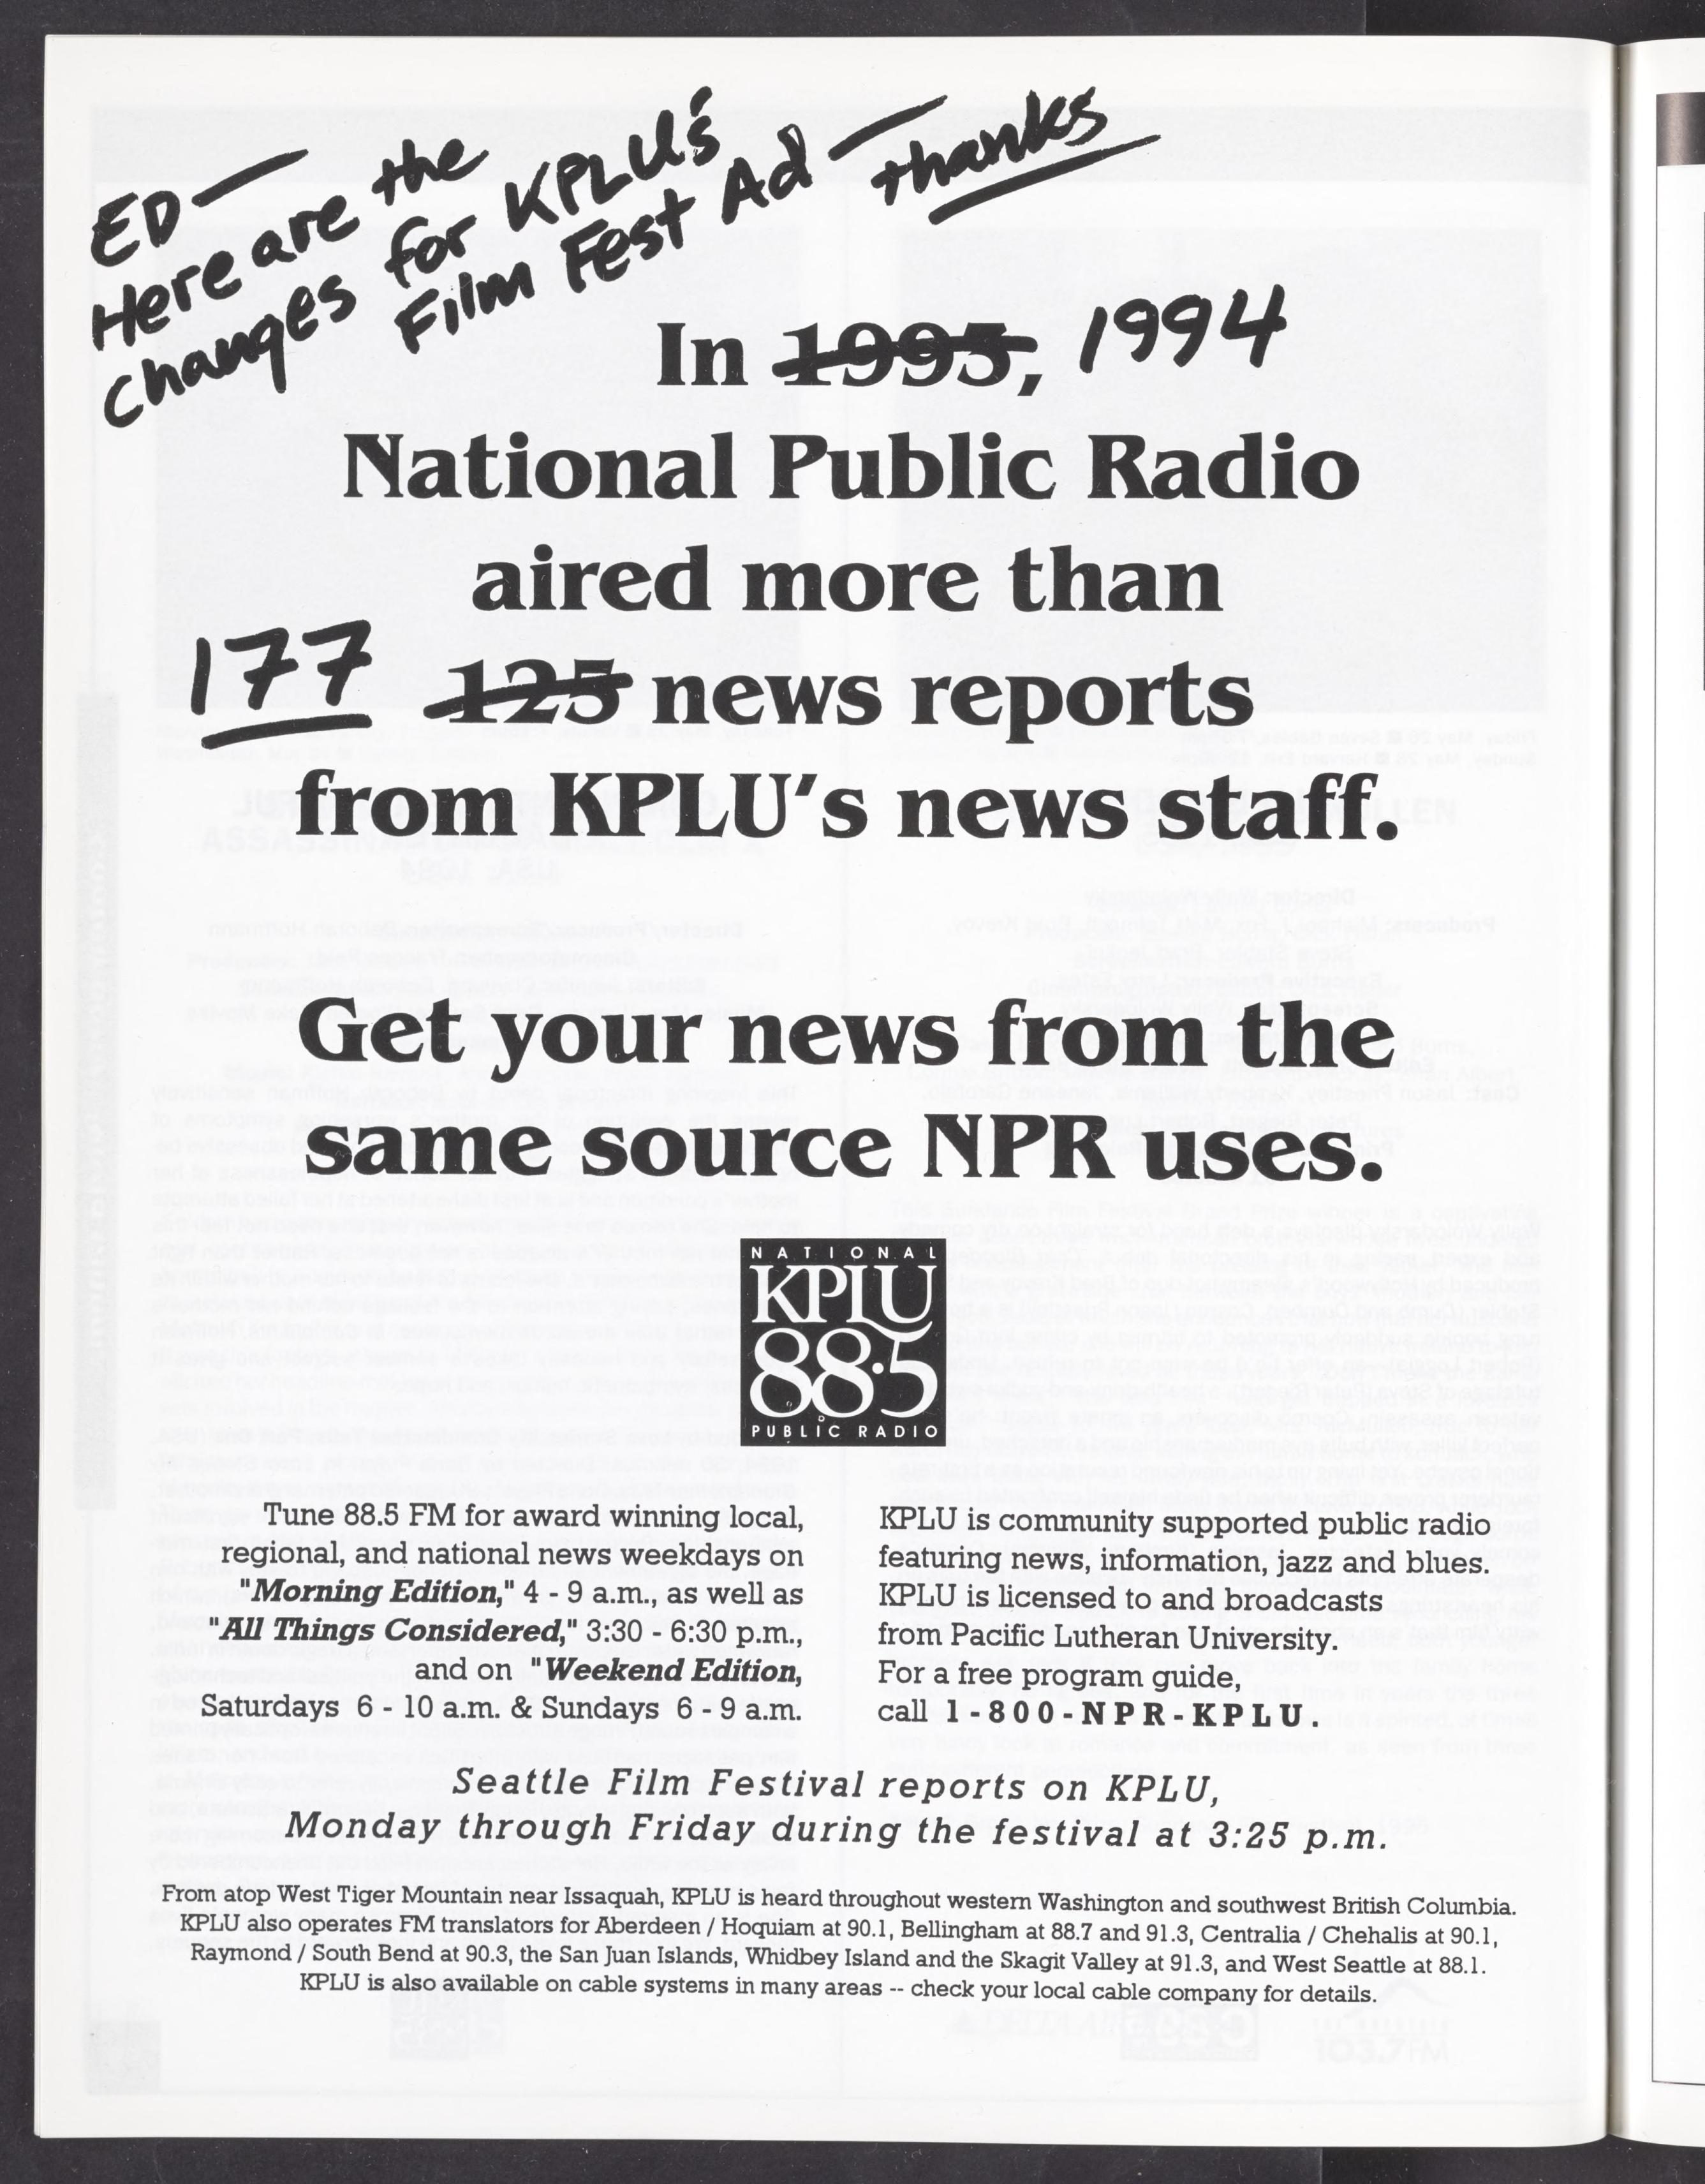 ED—
Here are the
changes for KPLU's
Film Fest Ad — thanks
In 1993, 1994
National Public Radio
aired more than
177 125 news reports
from KPLU's news staff.
Get your news from the
same source NPR uses.
NATIONAL
KPLU
88.5
PUBLIC RADIO
Tune 88.5 FM for award winning local,
regional, and national news weekdays on
"Morning Edition," 4 - 9 a.m., as well as
"All Things Considered," 3:30 - 6:30 p.m.,
and on "Weekend Edition,
Saturdays 6 - 10 a.m. & Sundays 6 - 9 a.m.
KPLU is community supported public radio
featuring news, information, jazz and blues.
KPLU is licensed to and broadcasts
from Pacific Lutheran University.
For a free program guide,
call 1-800-NPR-KPLU.
Seattle Film Festival reports on KPLU,
Monday through Friday during the festival at 3:25 p.m.
From atop West Tiger Mountain near Issaquah, KPLU is heard throughout western Washington and southwest British Columbia.
KPLU also operates FM translators for Aberdeen / Hoquiam at 90.1, Bellingham at 88.7 and 91.3, Centralia / Chehalis at 90.1,
Raymond / South Bend at 90.3, the San Juan Islands, Whidbey Island and the Skagit Valley at 91.3, and West Seattle at 88.1.
KPLU is also available on cable systems in many areas -- check your local cable company for details.